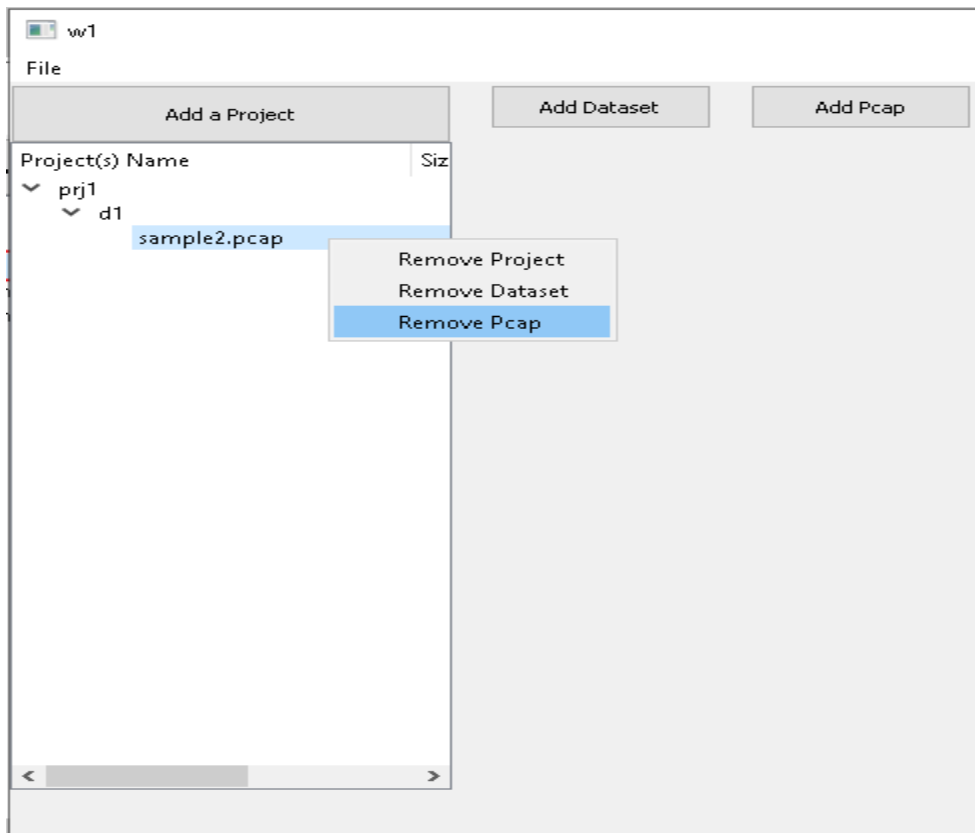 w1
File
Add a Project
Add Dataset
Add Pcap
Project(s) Name
Siz
prj1
d1
sample2.pcap
Remove Project
Remove Dataset
Remove Pcap